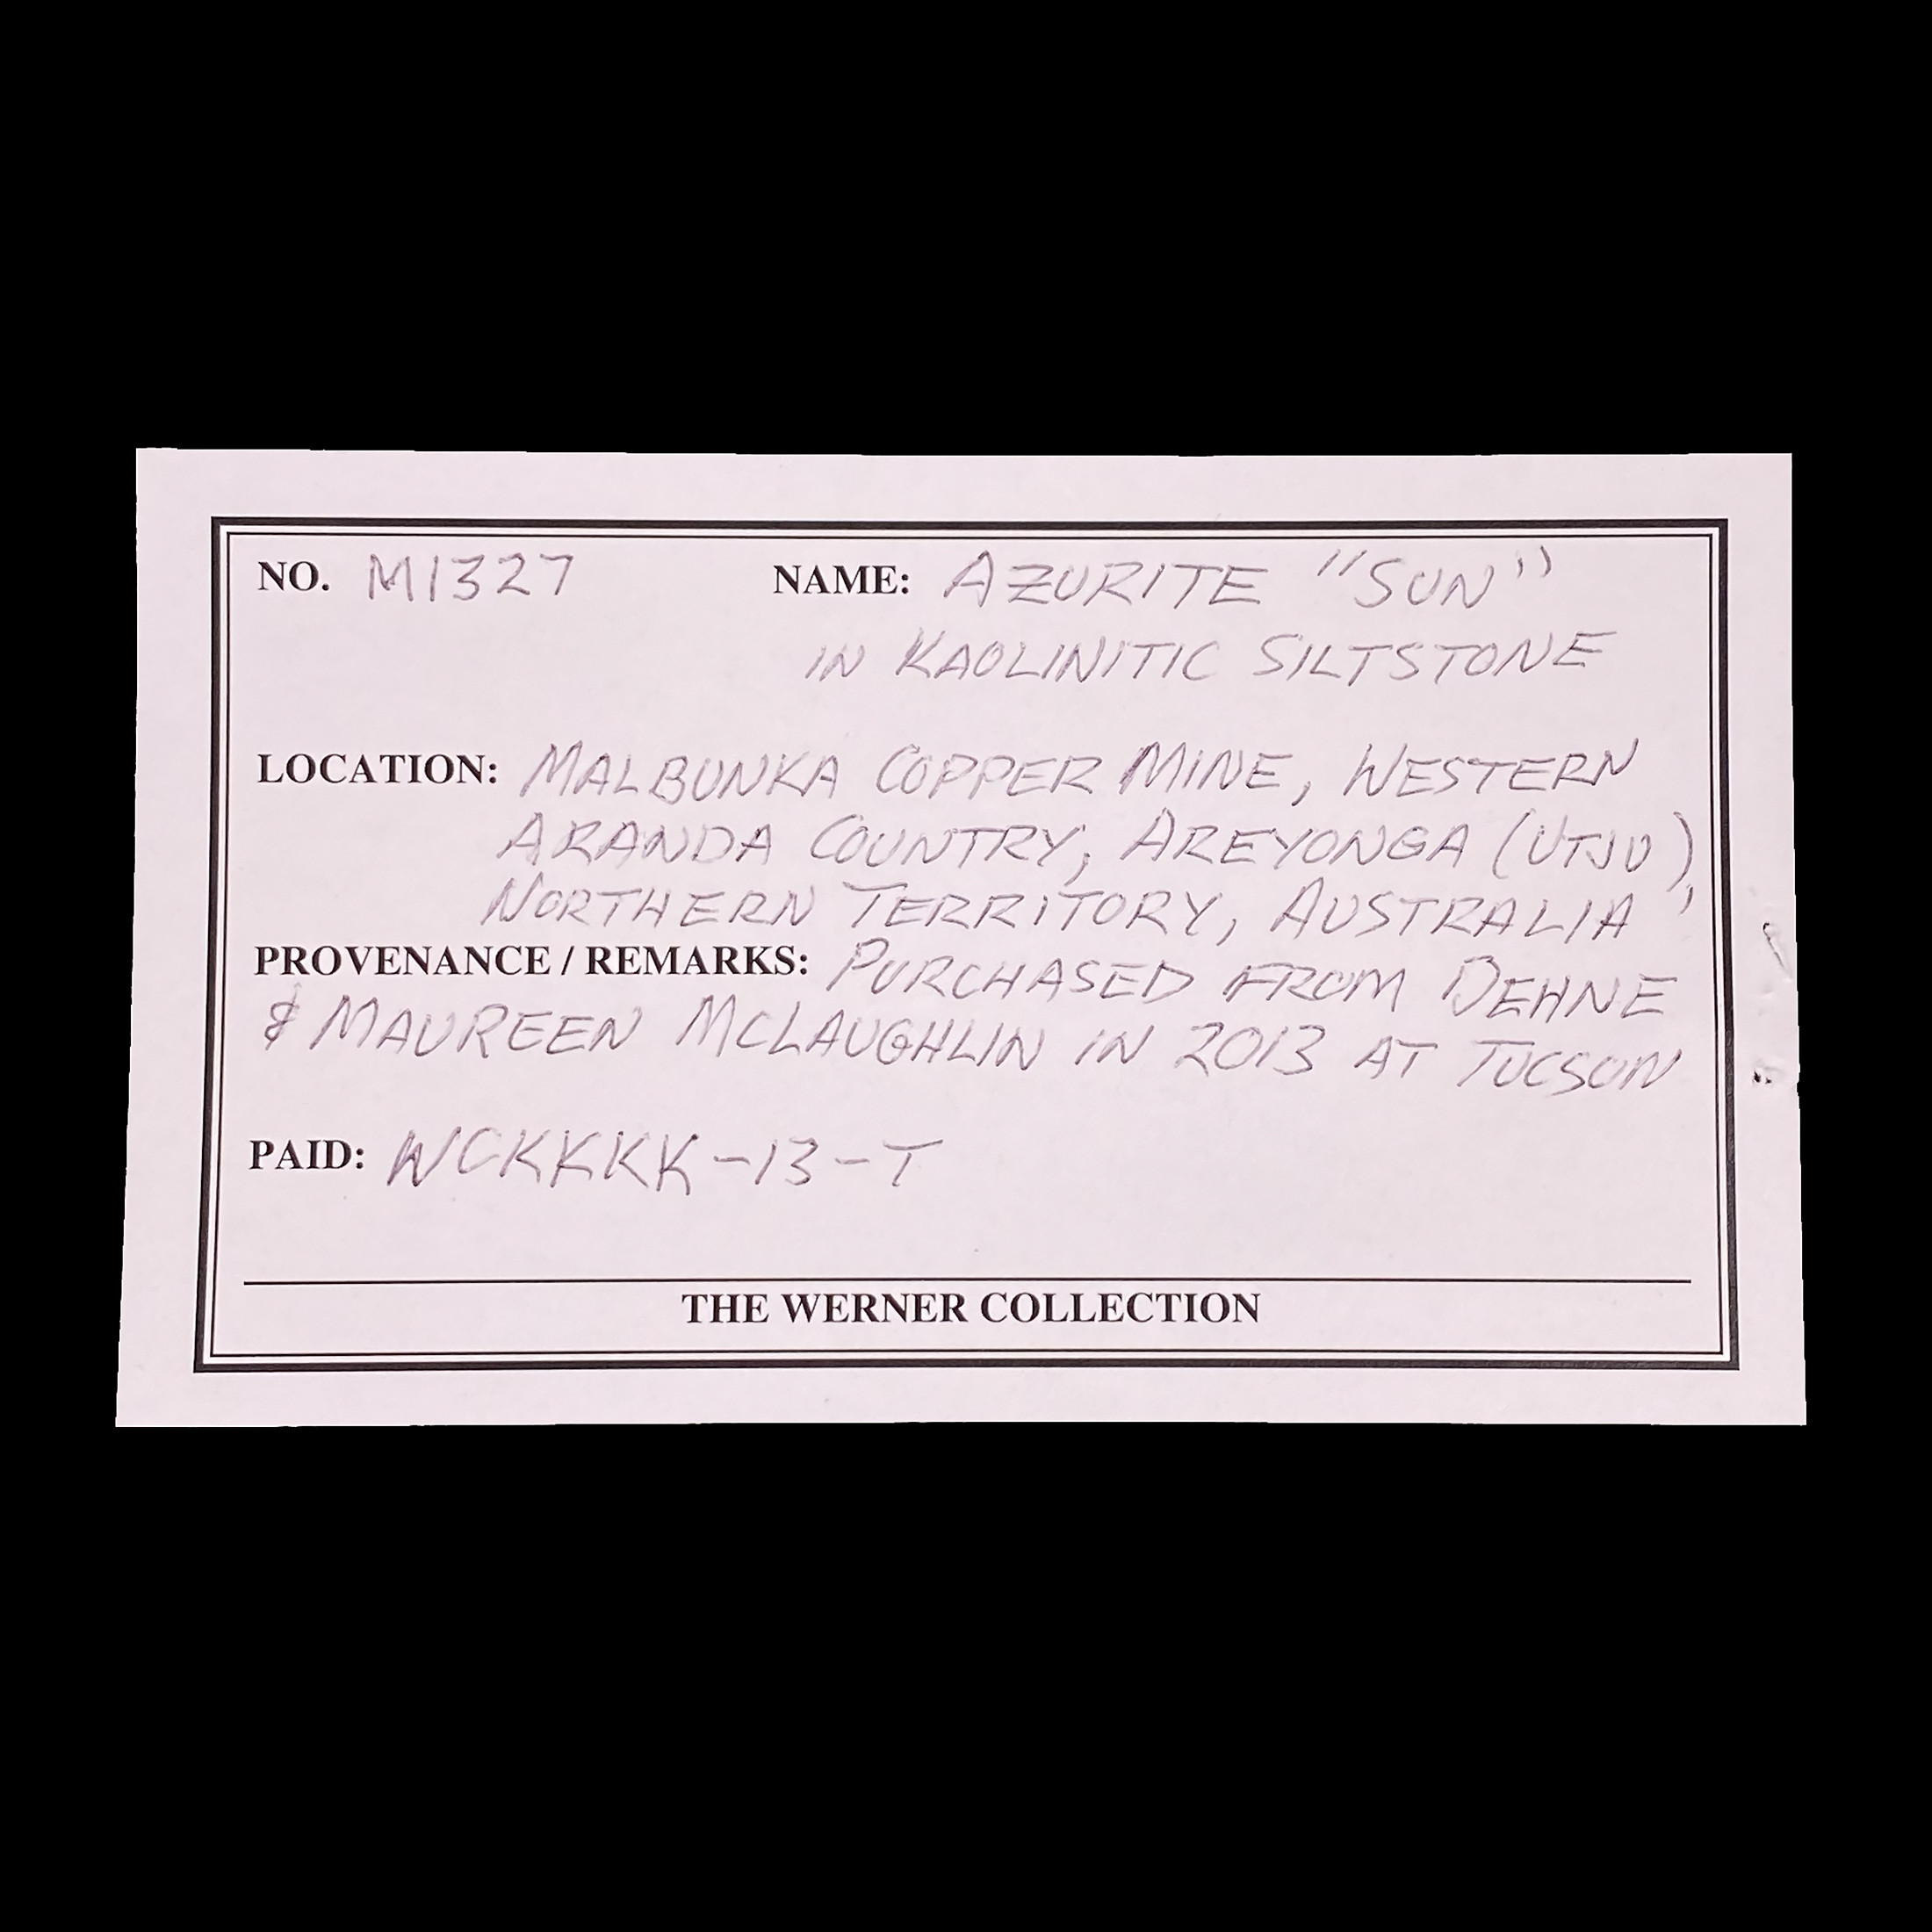 NO. M1327 NAME: AZURITE "SUN"
IN KAOLINITIC SILTSTONE
LOCATION: MALBUNKA COPPER MINE, WESTERN
ARANDA COUNTRY, AREYONGA (UTJU),
NORTHERN TERRITORY, AUSTRALIA
PROVENANCE / REMARKS: PURCHASED FROM DEHNE
& MAUREEN MCLAUGHLIN IN 2013 AT TUCSON
PAID: WCKKKK-13-T
THE WERNER COLLECTION